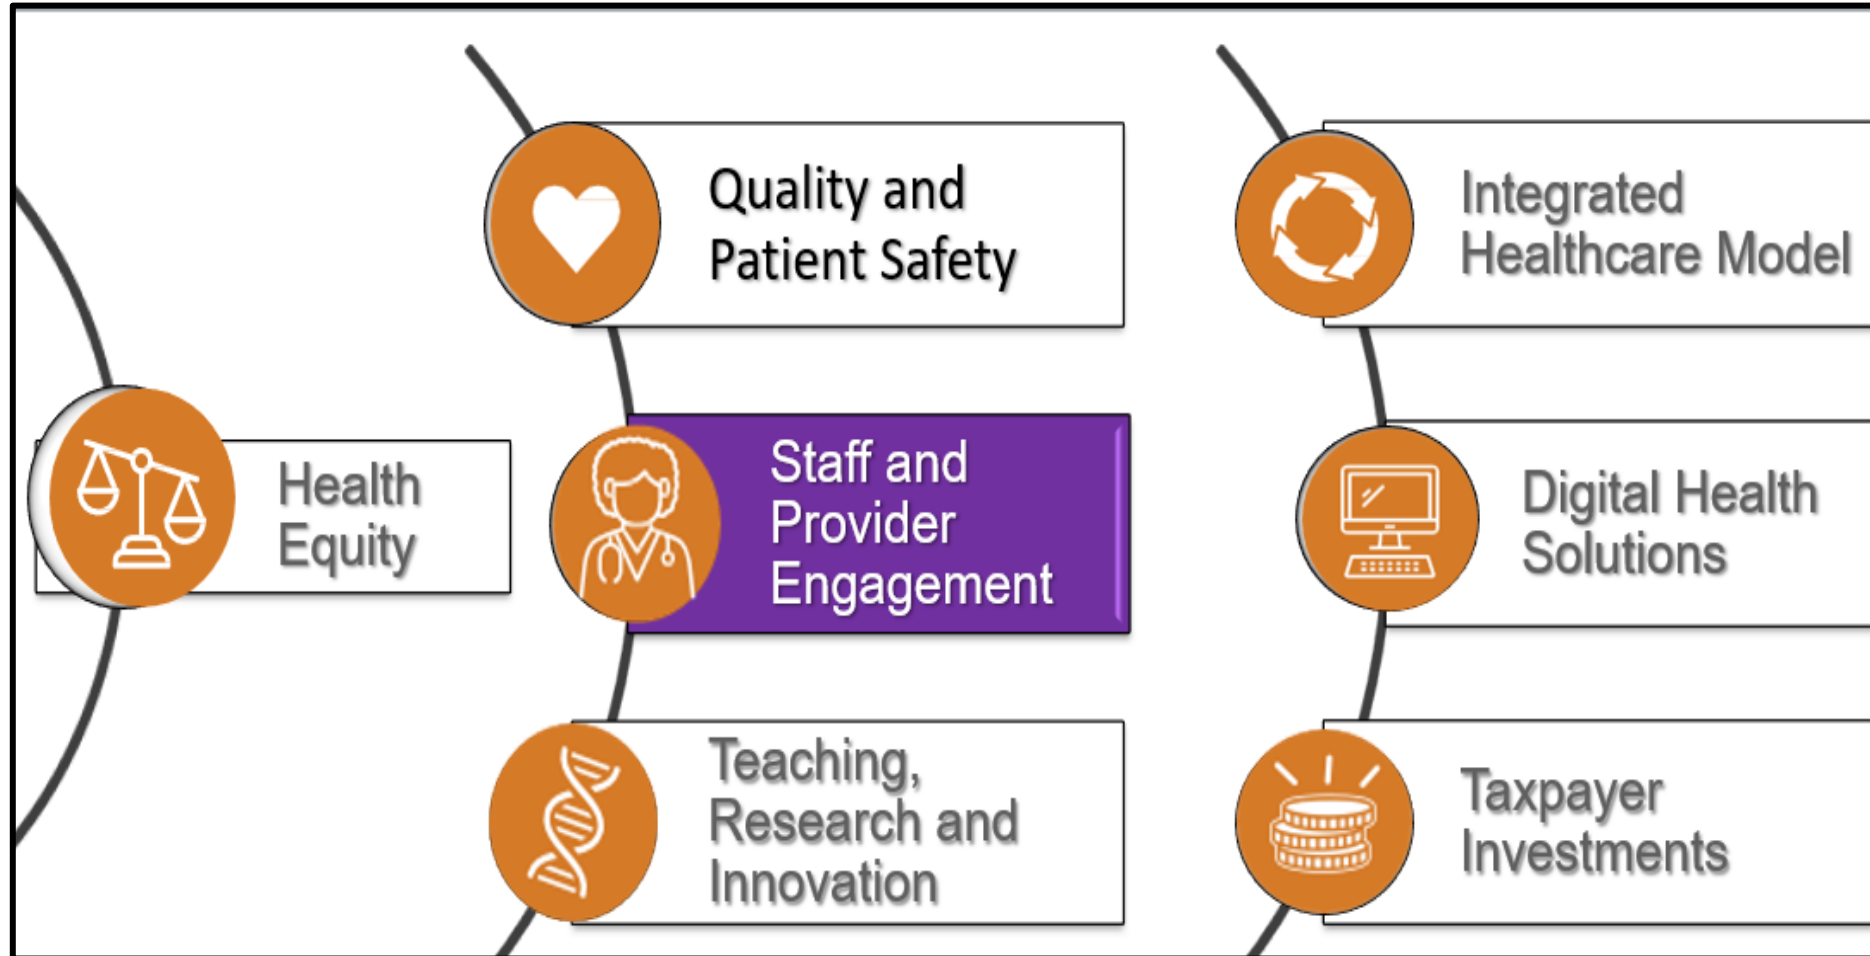 Health
Equity
Quality and
Patient Safety
Staff and
Provider
Engagement
Teaching,
Research and
Innovation
Integrated
Healthcare Model
Digital Health
Solutions
Taxpayer
Investments